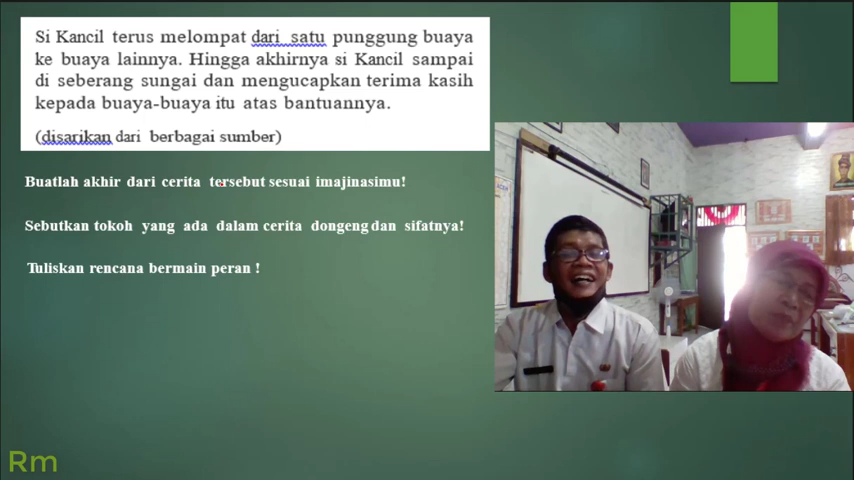 Si Kancil terus melompat dari satu punggung buaya
ke buaya lainnya. Hingga akhirnya si Kancil sampai
di seberang sungai dan mengucapkan terima kasih
kepada buaya-buaya itu atas bantuannya.
(disarikan dari berbagai sumber)
Buatlah akhir dari cerita tersebut sesuai imajinasimu!
Sebutkan tokoh yang ada dalam cerita dongeng dan sifatnya!
Tuliskan rencana bermain peran !
Rm